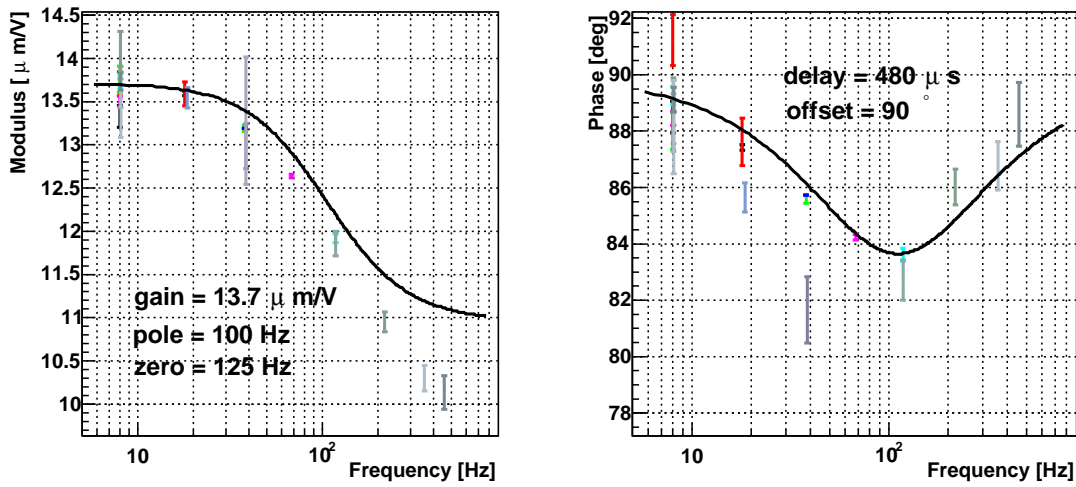 Modulus [ μ m/V]
14.5
14
13.5
13
12.5
12
11.5
11
10.5
10
gain = 13.7 μ m/V
pole = 100 Hz
zero = 125 Hz
10
10²
Frequency [Hz]
Phase [deg]
92
90
88
86
84
82
80
78
delay = 480 μ s
offset = 90 °
10
10²
Frequency [Hz]